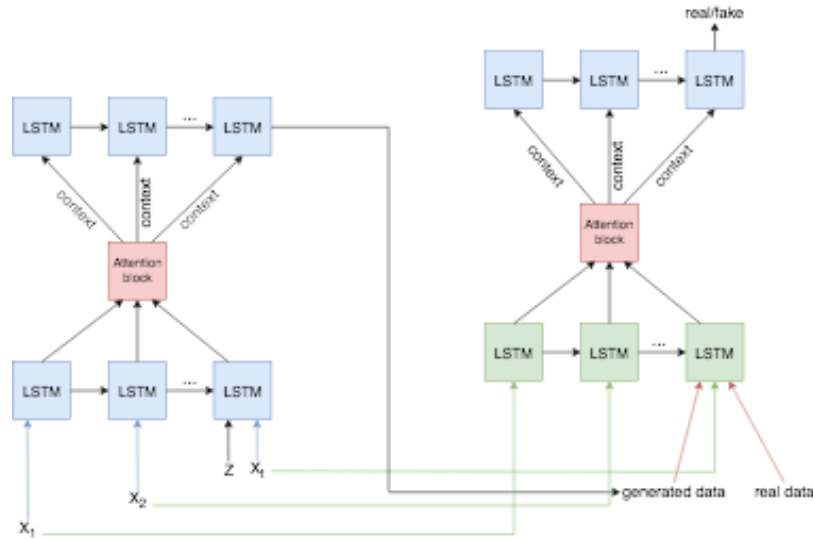 real/fake
LSTM
LSTM
...
LSTM
LSTM
LSTM
...
LSTM
context
context
context
context
context
context
Attention
block
Attention
block
LSTM
LSTM
...
LSTM
LSTM
LSTM
...
LSTM
X1
X2
Z
Xt
generated data
real data